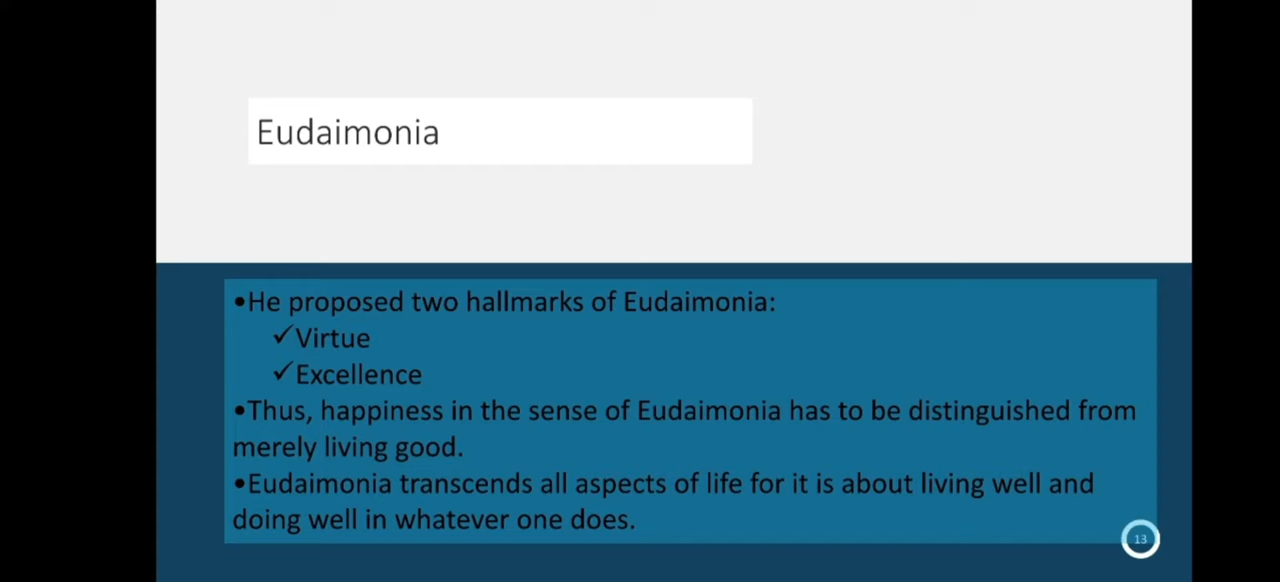 Eudaimonia
•He proposed two hallmarks of Eudaimonia:
✓Virtue
✓Excellence
•Thus, happiness in the sense of Eudaimonia has to be distinguished from
merely living good.
•Eudaimonia transcends all aspects of life for it is about living well and
doing well in whatever one does.
13